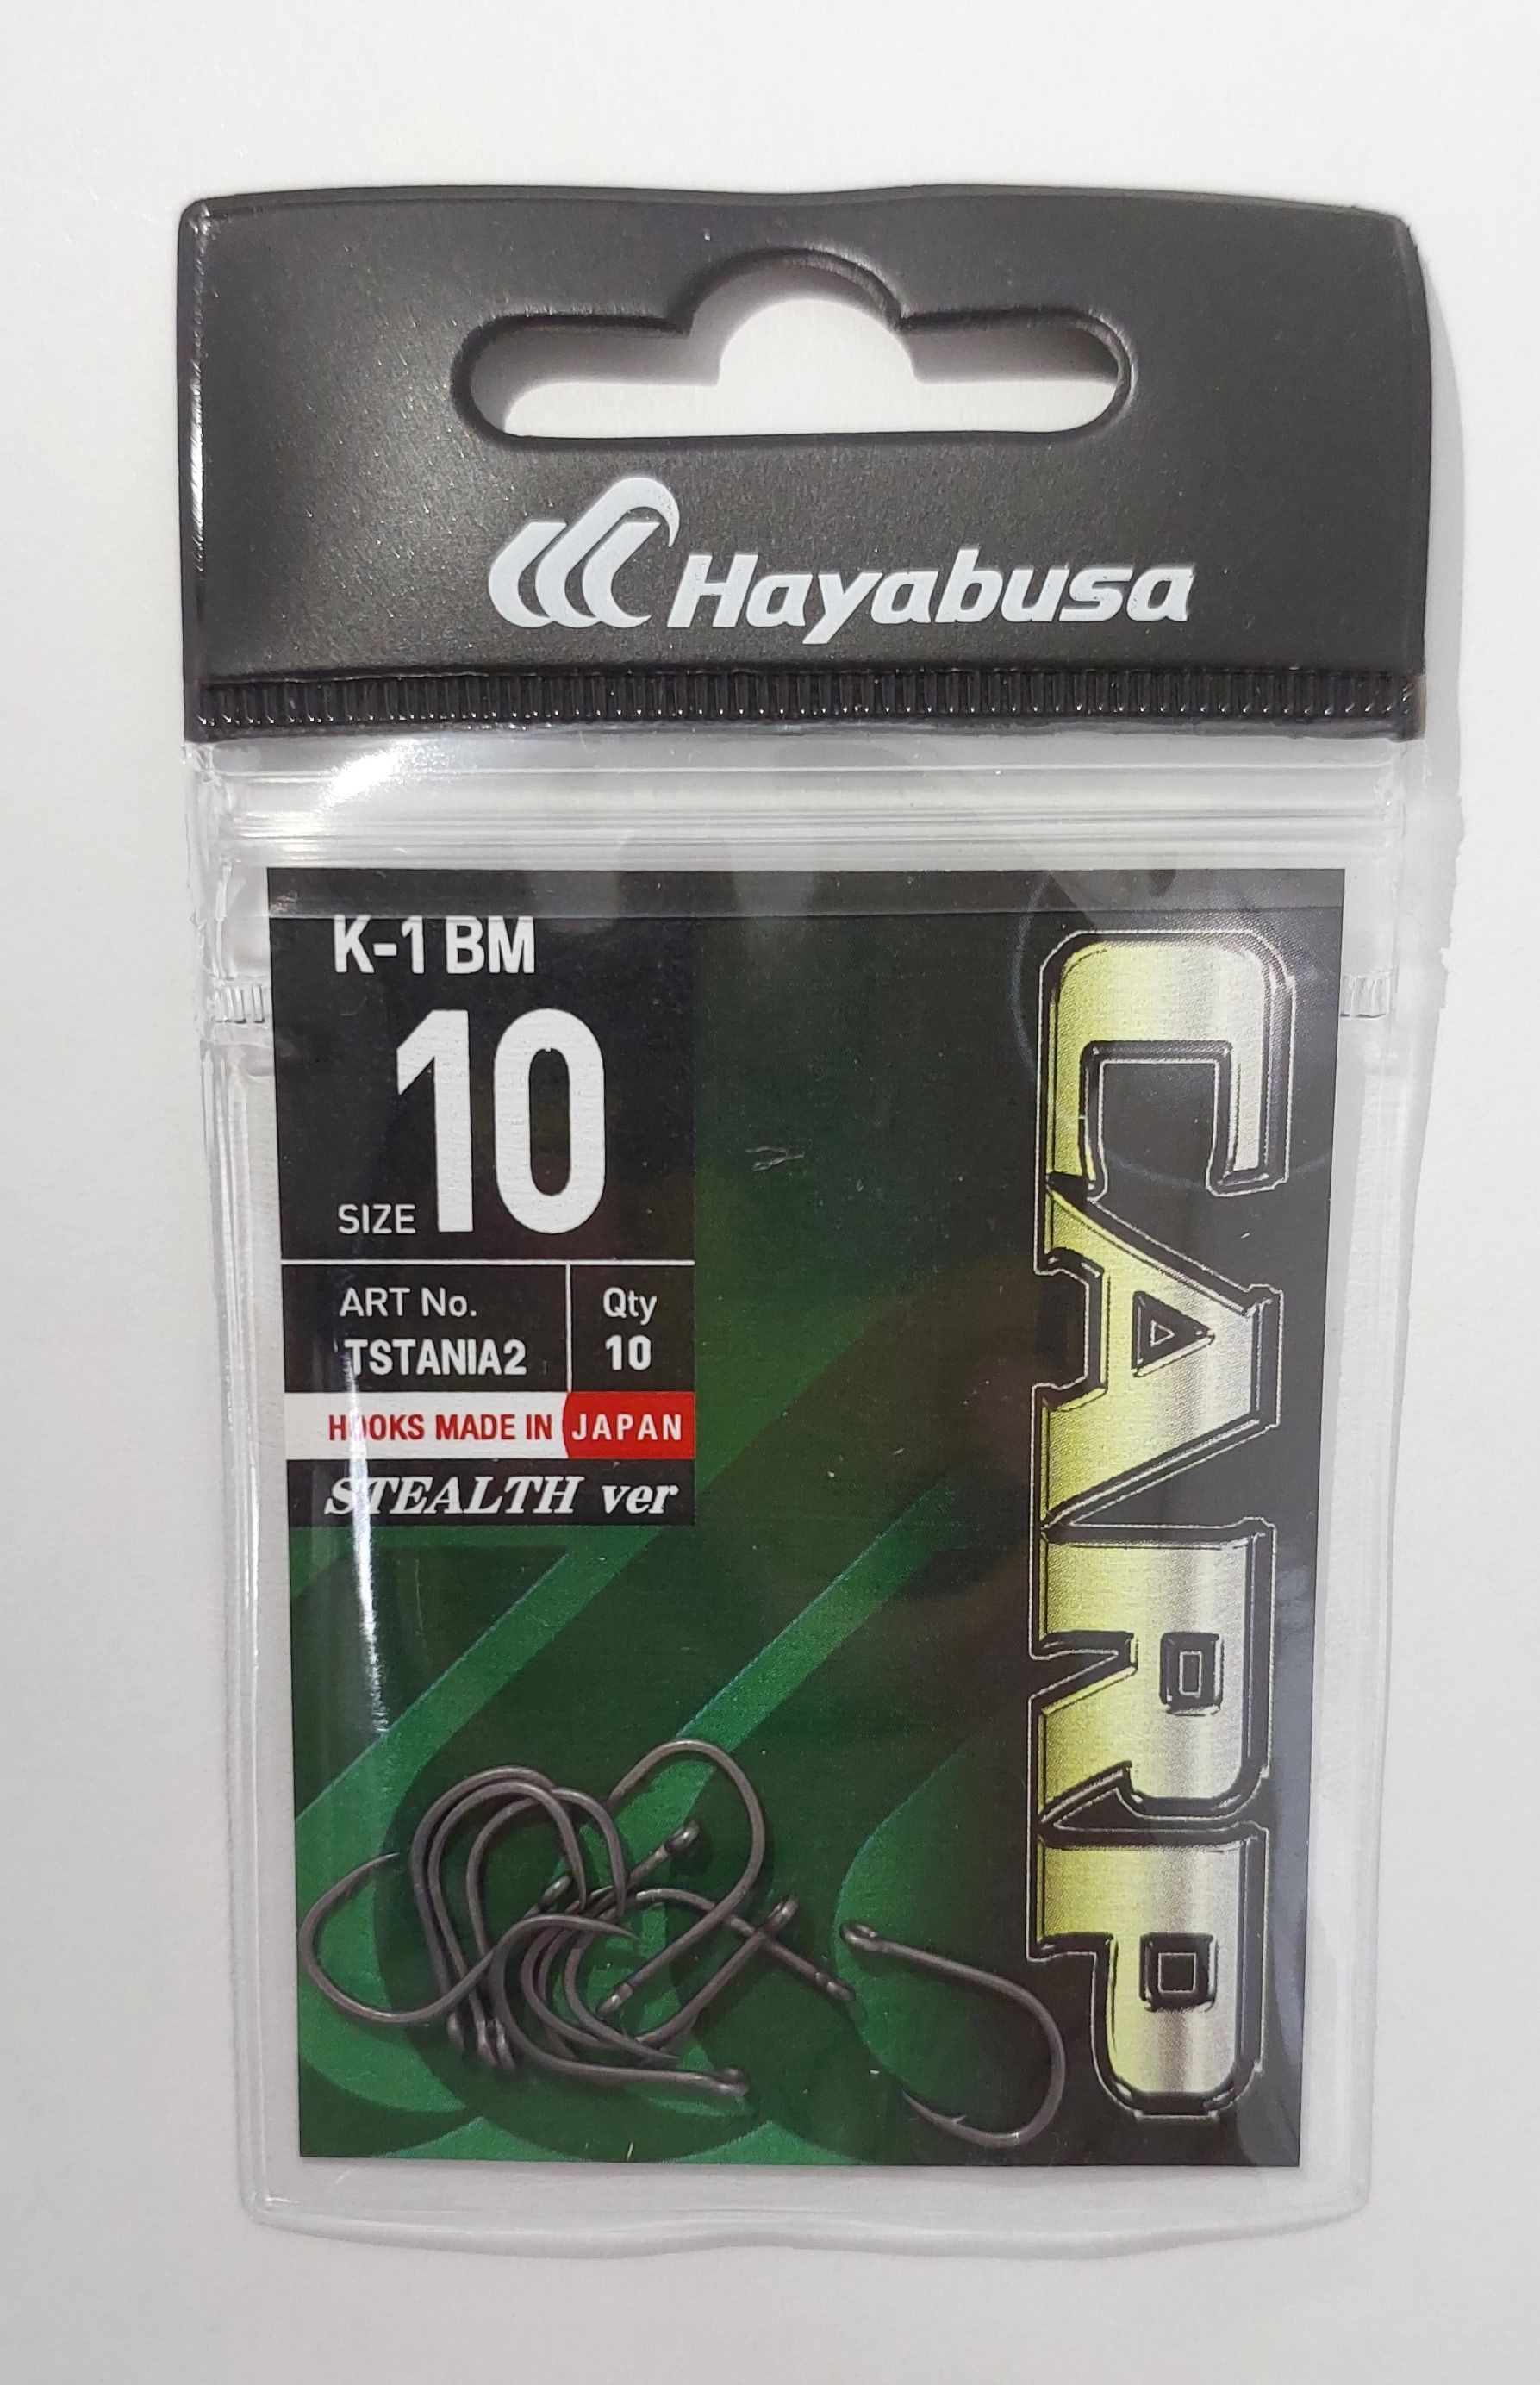 Hayabusa
K-1 BM
SIZE 10
ART No.
TSTANIA2
Qty
10
HOOKS MADE IN JAPAN
STEALTH ver
CARP